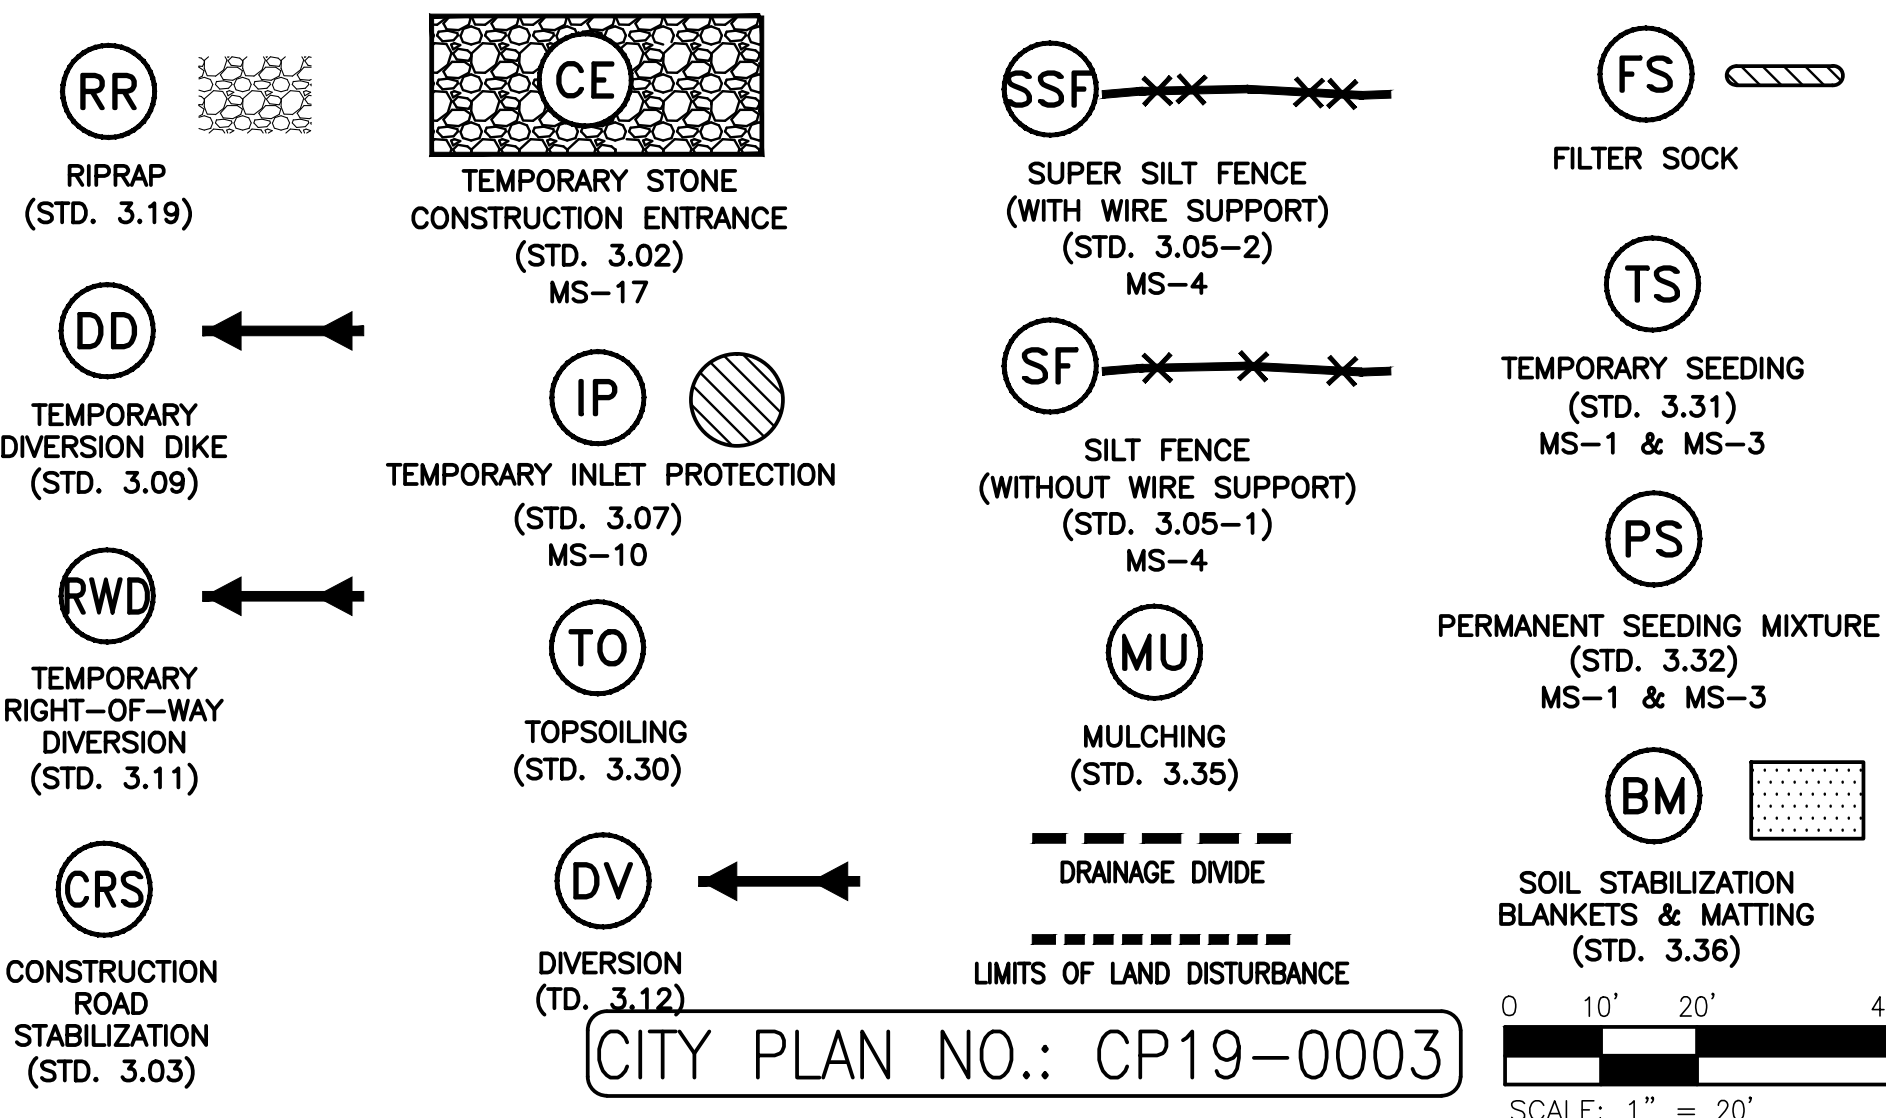 RR
RIPRAP
(STD. 3.19)
DD
TEMPORARY
DIVERSION DIKE
(STD. 3.09)
RWD
TEMPORARY
RIGHT-OF-WAY
DIVERSION
(STD. 3.11)
CRS
CONSTRUCTION
ROAD
STABILIZATION
(STD. 3.03)
CE
TEMPORARY STONE
CONSTRUCTION ENTRANCE
(STD. 3.02)
MS-17
IP
TEMPORARY INLET PROTECTION
(STD. 3.07)
MS-10
TO
TOPSOILING
(STD. 3.30)
DV
DIVERSION
(TD. 3.12)
SSF
SUPER SILT FENCE
(WITH WIRE SUPPORT)
(STD. 3.05-2)
MS-4
SF
SILT FENCE
(WITHOUT WIRE SUPPORT)
(STD. 3.05-1)
MS-4
MU
MULCHING
(STD. 3.35)
DRAINAGE DIVIDE
LIMITS OF LAND DISTURBANCE
FS
FILTER SOCK
TS
TEMPORARY SEEDING
(STD. 3.31)
MS-1 & MS-3
PS
PERMANENT SEEDING MIXTURE
(STD. 3.32)
MS-1 & MS-3
BM
SOIL STABILIZATION
BLANKETS & MATTING
(STD. 3.36)
CITY PLAN NO.: CP19-0003
0 10' 20' 4
SCALE: 1" = 20'